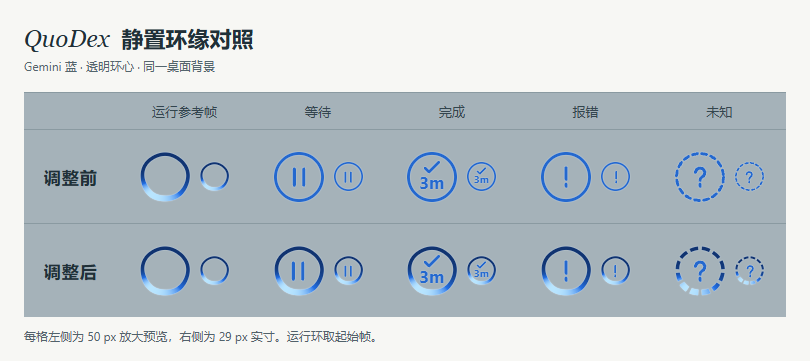 QuoDex 静置环缘对照
Gemini 蓝 · 透明环心 · 同一桌面背景
运行参考帧 等待 完成 报错 未知
调整前 3m 3m ! ! ? ?
调整后 3m 3m ! ! ? ?
每格左侧为 50 px 放大预览，右侧为 29 px 实寸。运行环取起始帧。